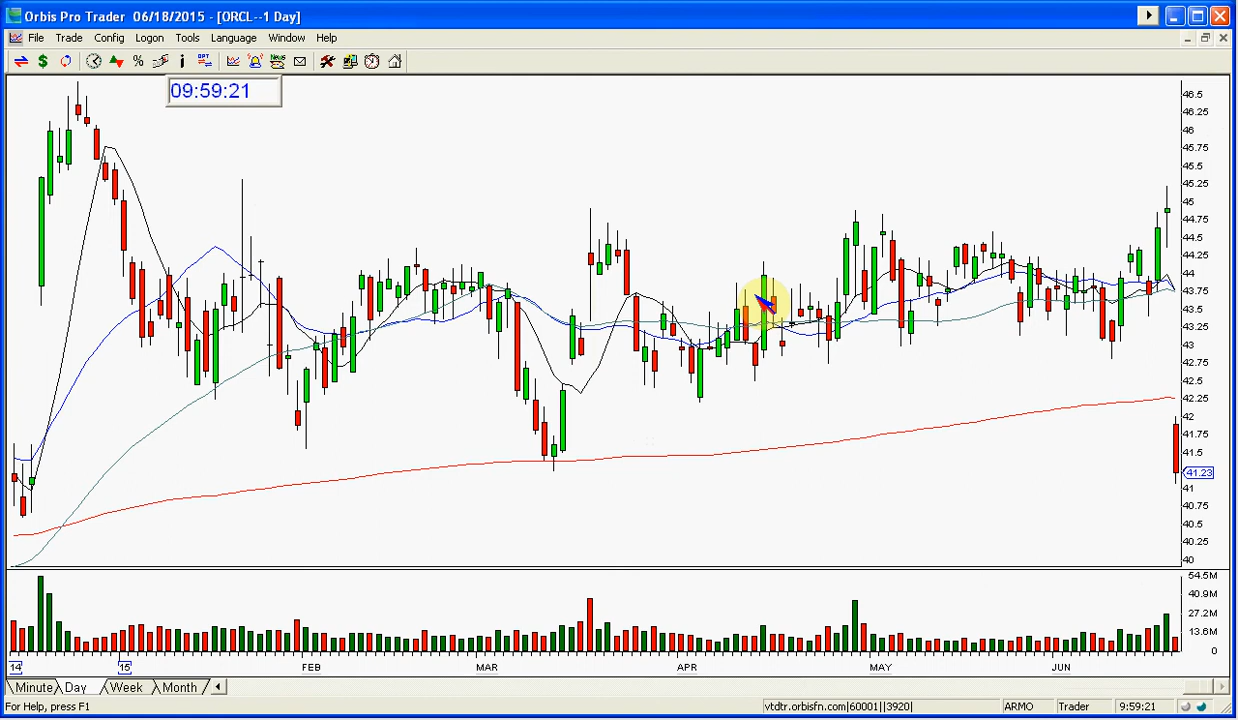 Orbis Pro Trader 06/18/2015 - [ORCL--1 Day]
File Trade Config Logon Tools Language Window Help
$ % i OPT News
09:59:21
46.5
46.25
46
45.75
45.5
45.25
45
44.75
44.5
44.25
44
43.75
43.5
43.25
43
42.75
42.5
42.25
42
41.75
41.5
41.23
41
40.75
40.5
40.25
40
54.5M
40.9M
27.2M
13.6M
0
14 15 FEB MAR APR MAY JUN
Minute Day Week Month
For Help, press F1 vtdtr.orbisfn.com|60001||3920| ARMO Trader 9:59:21